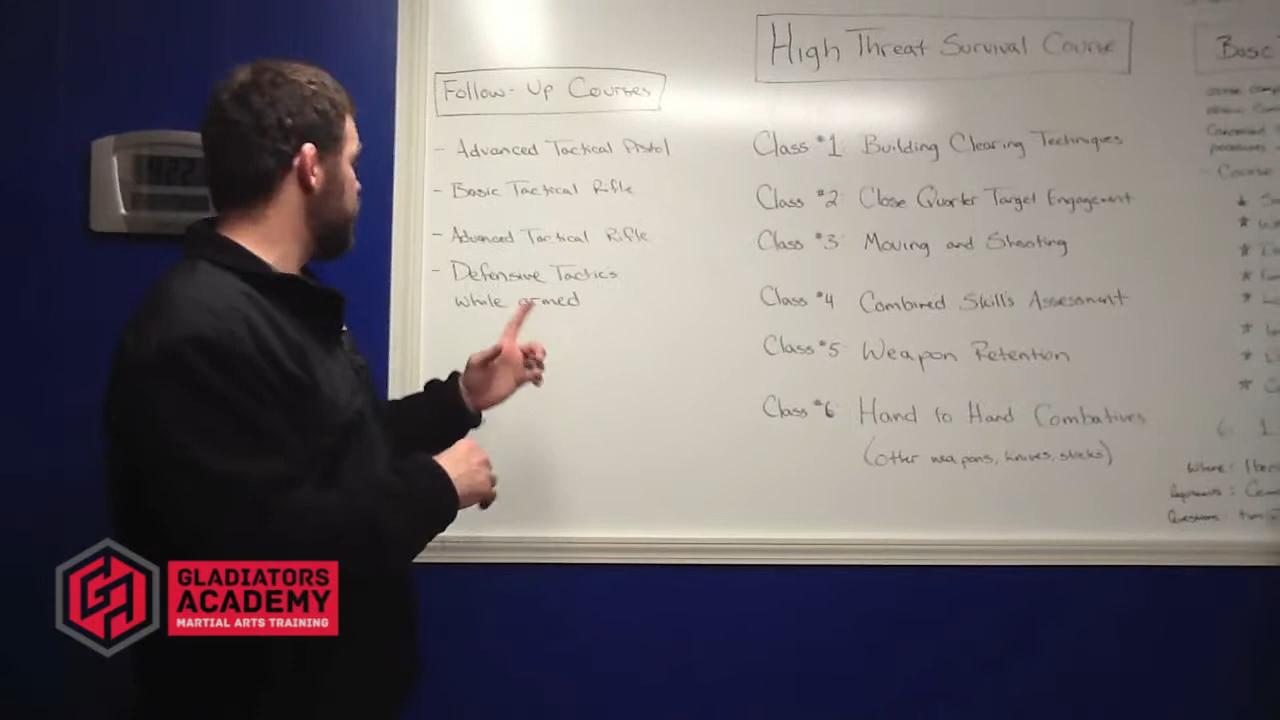 Follow-Up Courses
- Advanced Tactical Pistol
- Basic Tactical Rifle
- Advanced Tactical Rifle
- Defensive Tactics
while armed
High Threat Survival Course
Class #1: Building Clearing Techniques
Class #2: Close Quarter Target Engagement
Class #3: Moving and Shooting
Class #4 Combined Skills Assessment
Class #5 Weapon Retention
Class #6: Hand to Hand Combatives
(other weapons, knives, sticks)
Basic
Course
Where:
Questions:
GLADIATORS
ACADEMY
MARTIAL ARTS TRAINING